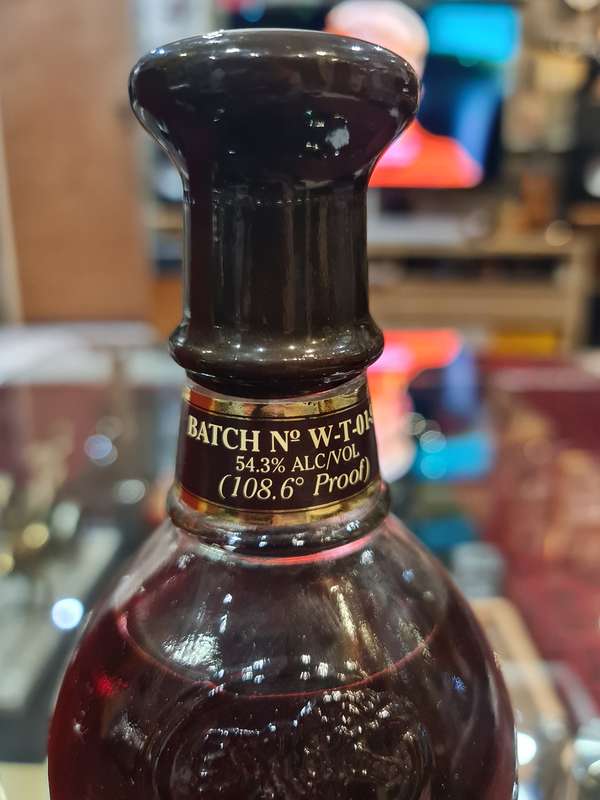 BATCH Nº W-T-01-
54.3% ALC/VOL
(108.6° Proof)